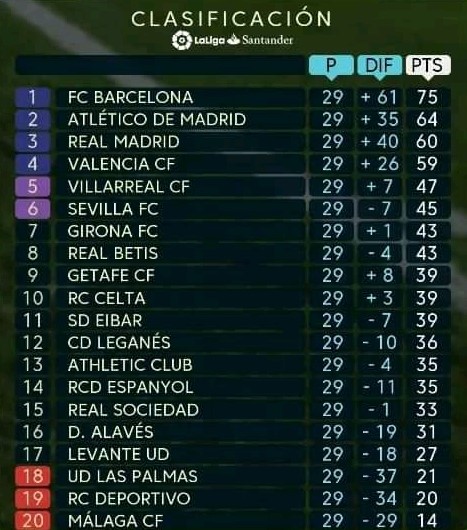 CLASIFICACIÓN
LaLiga Santander
P DIF PTS
1 FC BARCELONA 29 + 61 75
2 ATLÉTICO DE MADRID 29 + 35 64
3 REAL MADRID 29 + 40 60
4 VALENCIA CF 29 + 26 59
5 VILLARREAL CF 29 + 7 47
6 SEVILLA FC 29 - 7 45
7 GIRONA FC 29 + 1 43
8 REAL BETIS 29 - 4 43
9 GETAFE CF 29 + 8 39
10 RC CELTA 29 + 3 39
11 SD EIBAR 29 - 7 39
12 CD LEGANÉS 29 - 10 36
13 ATHLETIC CLUB 29 - 4 35
14 RCD ESPANYOL 29 - 11 35
15 REAL SOCIEDAD 29 - 1 33
16 D. ALAVÉS 29 - 19 31
17 LEVANTE UD 29 - 18 27
18 UD LAS PALMAS 29 - 37 21
19 RC DEPORTIVO 29 - 34 20
20 MÁLAGA CF 29 - 29 14